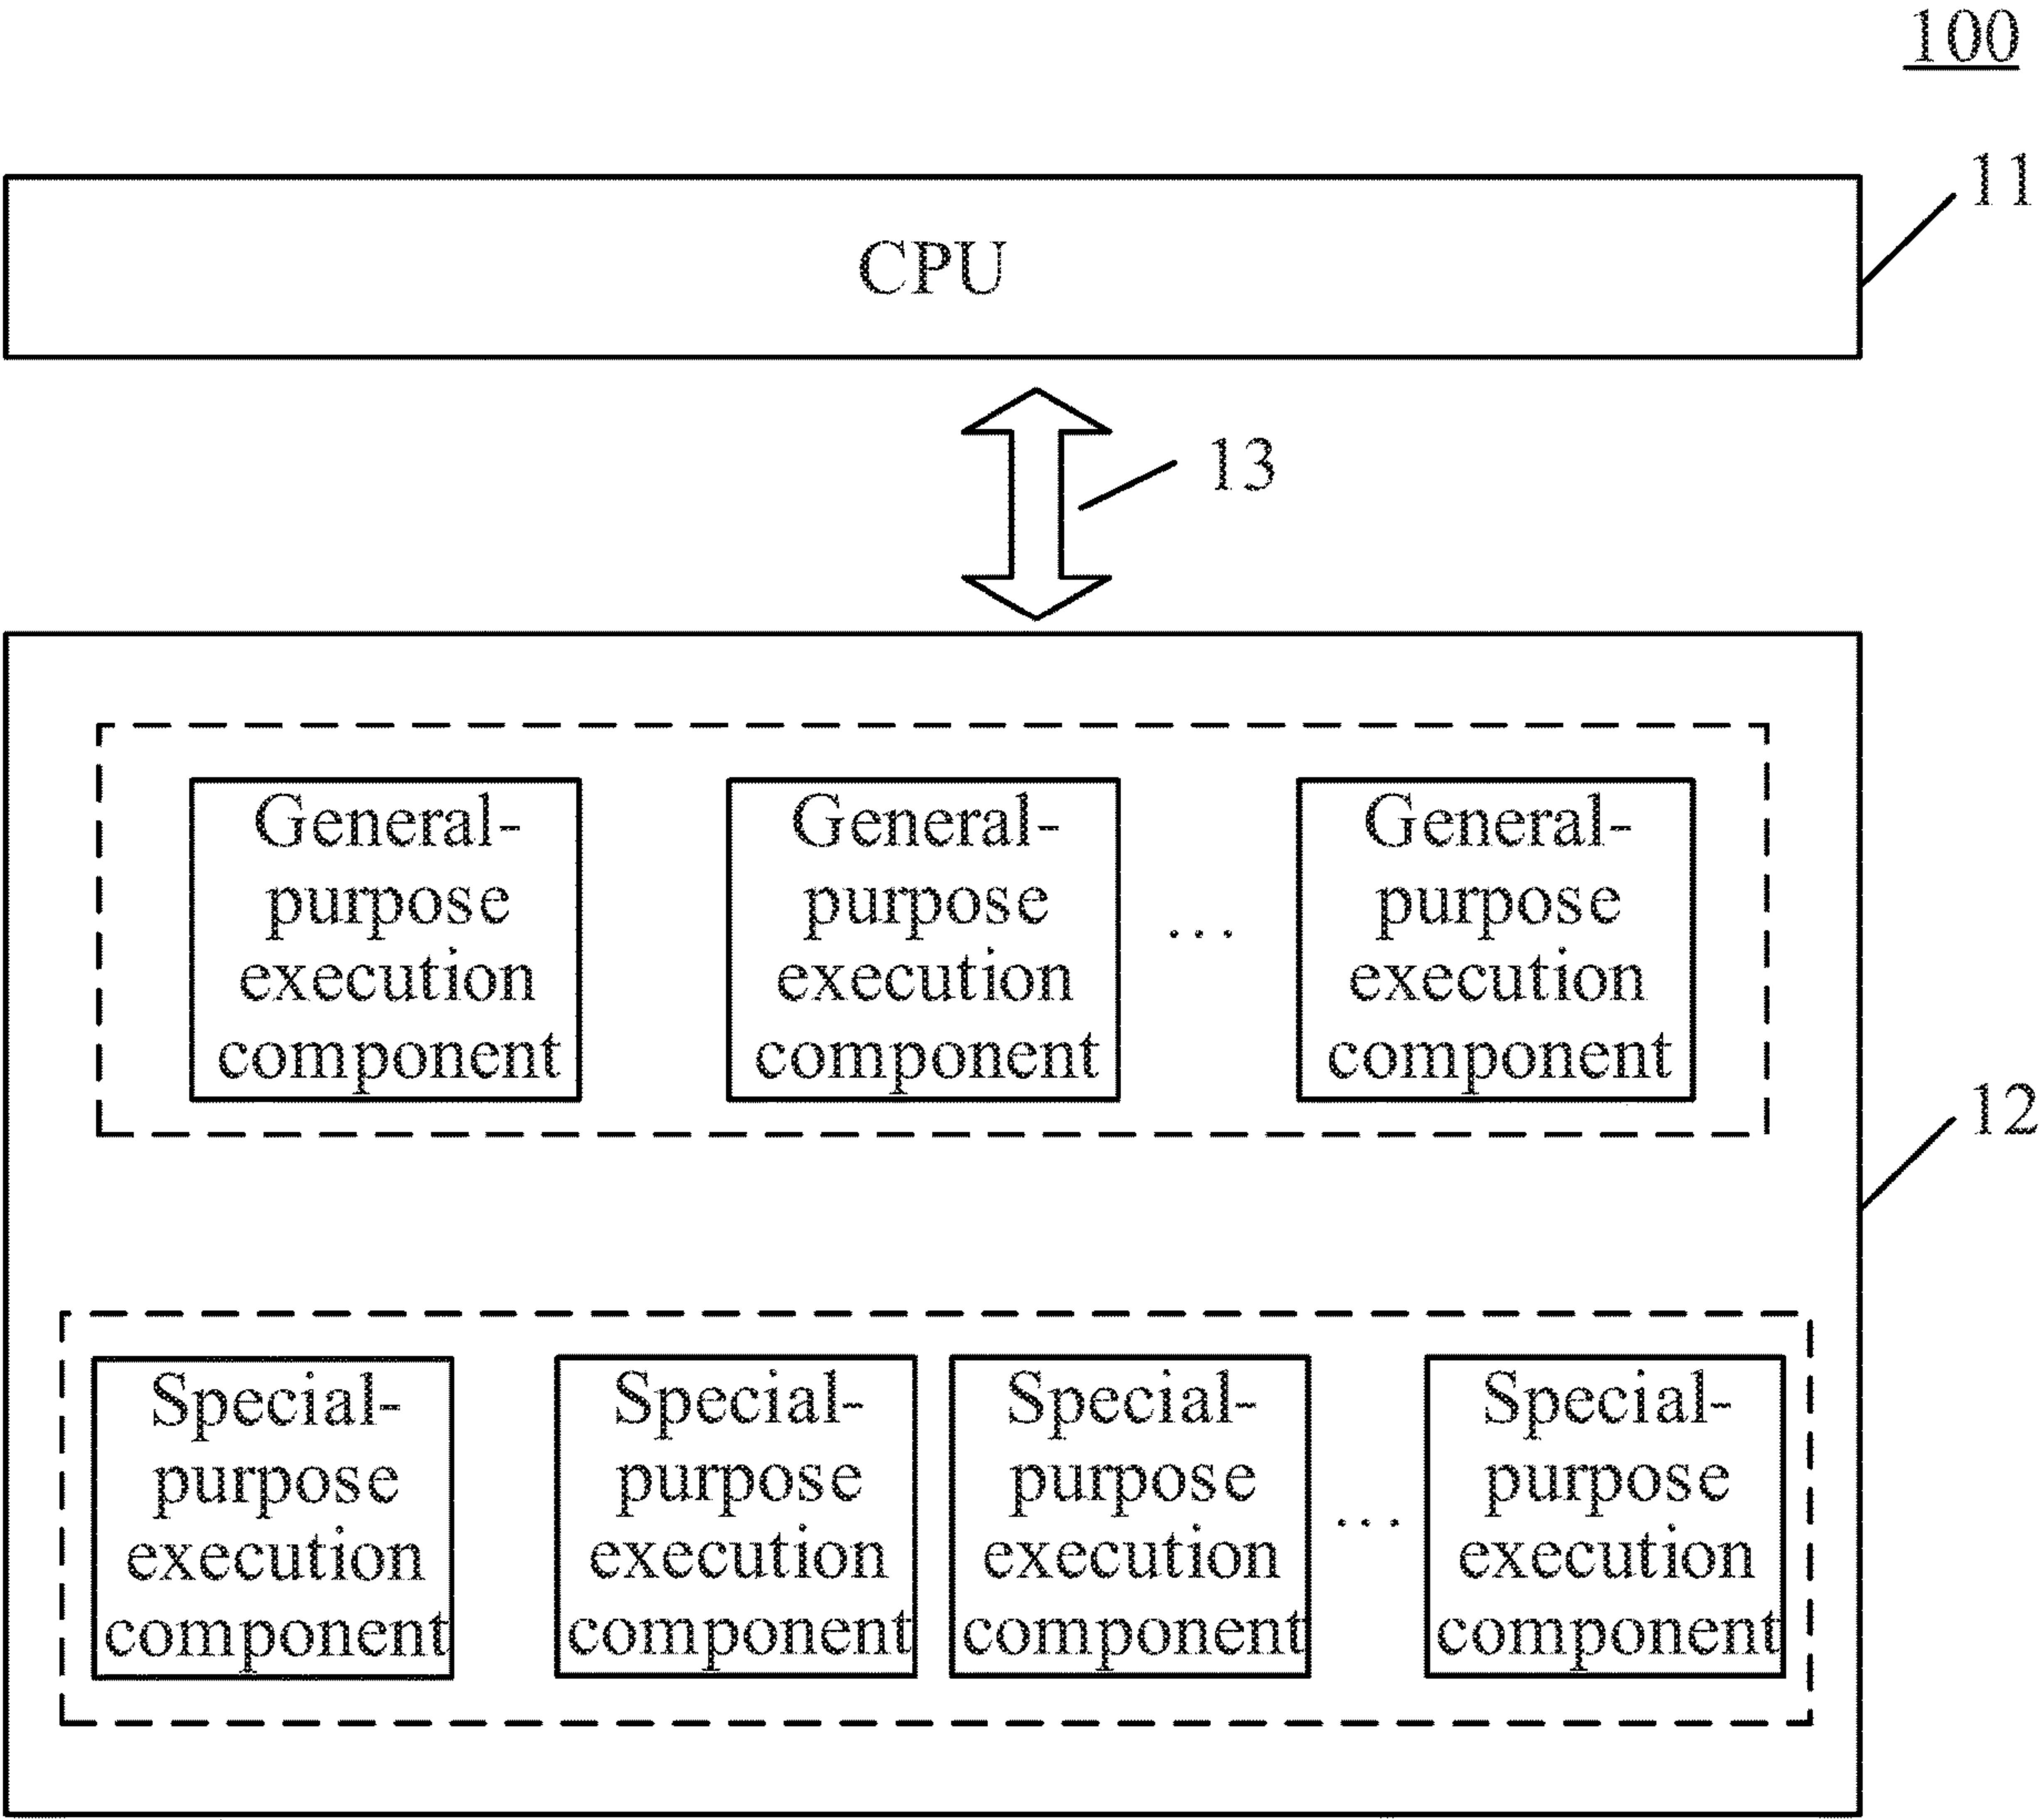 100
11
CPU
13
General-
purpose
execution
component
General-
purpose
execution
component
...
General-
purpose
execution
component
12
Special-
purpose
execution
component
Special-
purpose
execution
component
Special-
purpose
execution
component
...
Special-
purpose
execution
component